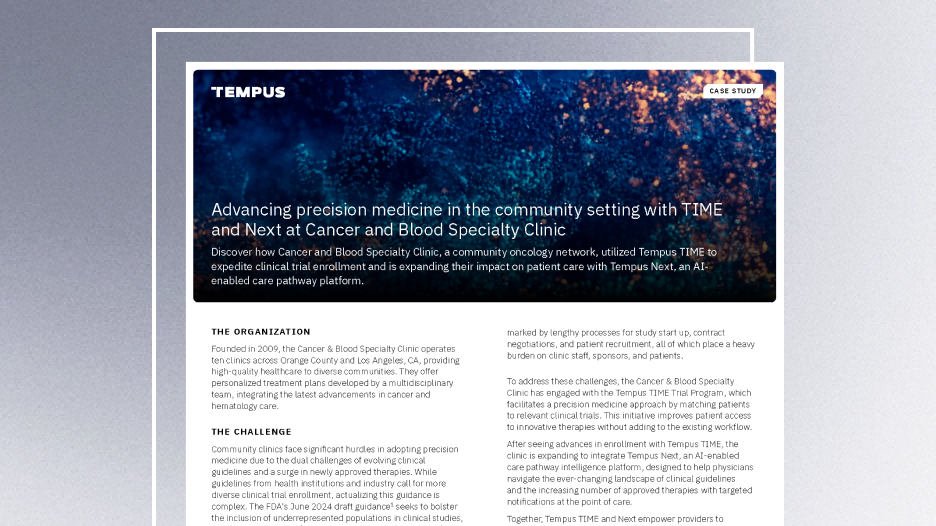 TEMPUS
CASE STUDY
Advancing precision medicine in the community setting with TIME
and Next at Cancer and Blood Specialty Clinic
Discover how Cancer and Blood Specialty Clinic, a community oncology network, utilized Tempus TIME to
expedite clinical trial enrollment and is expanding their impact on patient care with Tempus Next, an AI-
enabled care pathway platform.
THE ORGANIZATION
Founded in 2009, the Cancer & Blood Specialty Clinic operates
ten clinics across Orange County and Los Angeles, CA, providing
high-quality healthcare to diverse communities. They offer
personalized treatment plans developed by a multidisciplinary
team, integrating the latest advancements in cancer and
hematology care.
THE CHALLENGE
Community clinics face significant hurdles in adopting precision
medicine due to the dual challenges of evolving clinical
guidelines and a surge in newly approved therapies. While
guidelines from health institutions and industry call for more
diverse clinical trial enrollment, actualizing this guidance is
complex. The FDA's June 2024 draft guidance¹ seeks to bolster
the inclusion of underrepresented populations in clinical studies,
marked by lengthy processes for study start up, contract
negotiations, and patient recruitment, all of which place a heavy
burden on clinic staff, sponsors, and patients.
To address these challenges, the Cancer & Blood Specialty
Clinic has engaged with the Tempus TIME Trial Program, which
facilitates a precision medicine approach by matching patients
to relevant clinical trials. This initiative improves patient access
to innovative therapies without adding to the existing workflow.
After seeing advances in enrollment with Tempus TIME, the
clinic is expanding to integrate Tempus Next, an AI-enabled
care pathway intelligence platform, designed to help physicians
navigate the ever-changing landscape of clinical guidelines
and the increasing number of approved therapies with targeted
notifications at the point of care.
Together, Tempus TIME and Next empower providers to